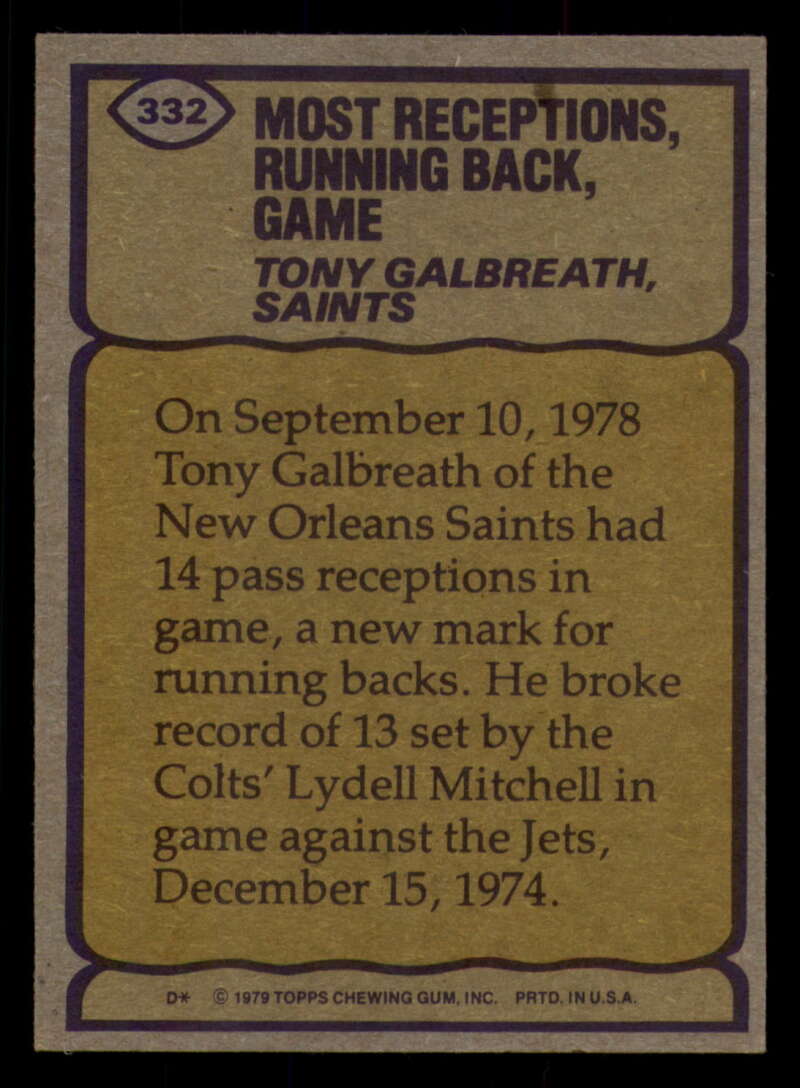 332
MOST RECEPTIONS,
RUNNING BACK,
GAME
TONY GALBREATH,
SAINTS
On September 10, 1978
Tony Galbreath of the
New Orleans Saints had
14 pass receptions in
game, a new mark for
running backs. He broke
record of 13 set by the
Colts' Lydell Mitchell in
game against the Jets,
December 15, 1974.
D* © 1979 TOPPS CHEWING GUM, INC. PRTD. IN U.S.A.